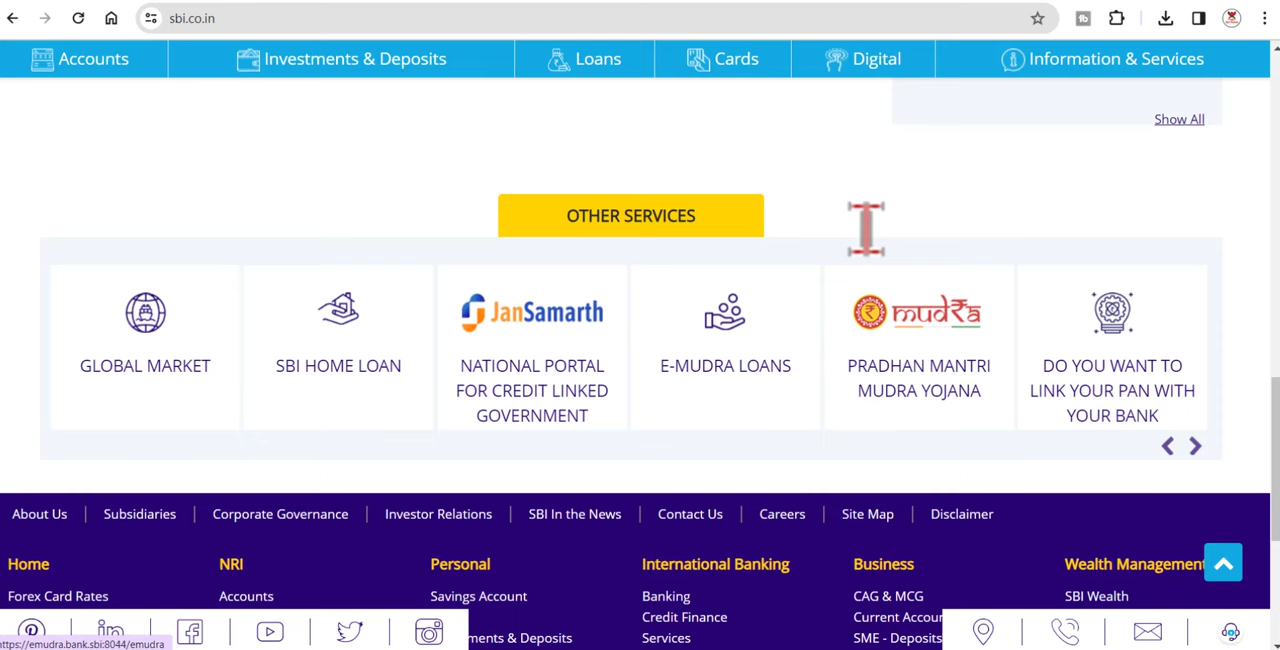 sbi.co.in
Accounts
Investments & Deposits
Loans
Cards
Digital
Information & Services
Show All
OTHER SERVICES
GLOBAL MARKET
SBI HOME LOAN
JanSamarth
NATIONAL PORTAL
FOR CREDIT LINKED
GOVERNMENT
E-MUDRA LOANS
mudra
PRADHAN MANTRI
MUDRA YOJANA
DO YOU WANT TO
LINK YOUR PAN WITH
YOUR BANK
About Us
Subsidiaries
Corporate Governance
Investor Relations
SBI In the News
Contact Us
Careers
Site Map
Disclaimer
Home
NRI
Personal
International Banking
Business
Wealth Management
Forex Card Rates
Accounts
Savings Account
Banking
CAG & MCG
SBI Wealth
Credit Finance
Current Accou
ments & Deposits
Services
SME - Deposits
https://emudra.bank.sbi:8044/emudra